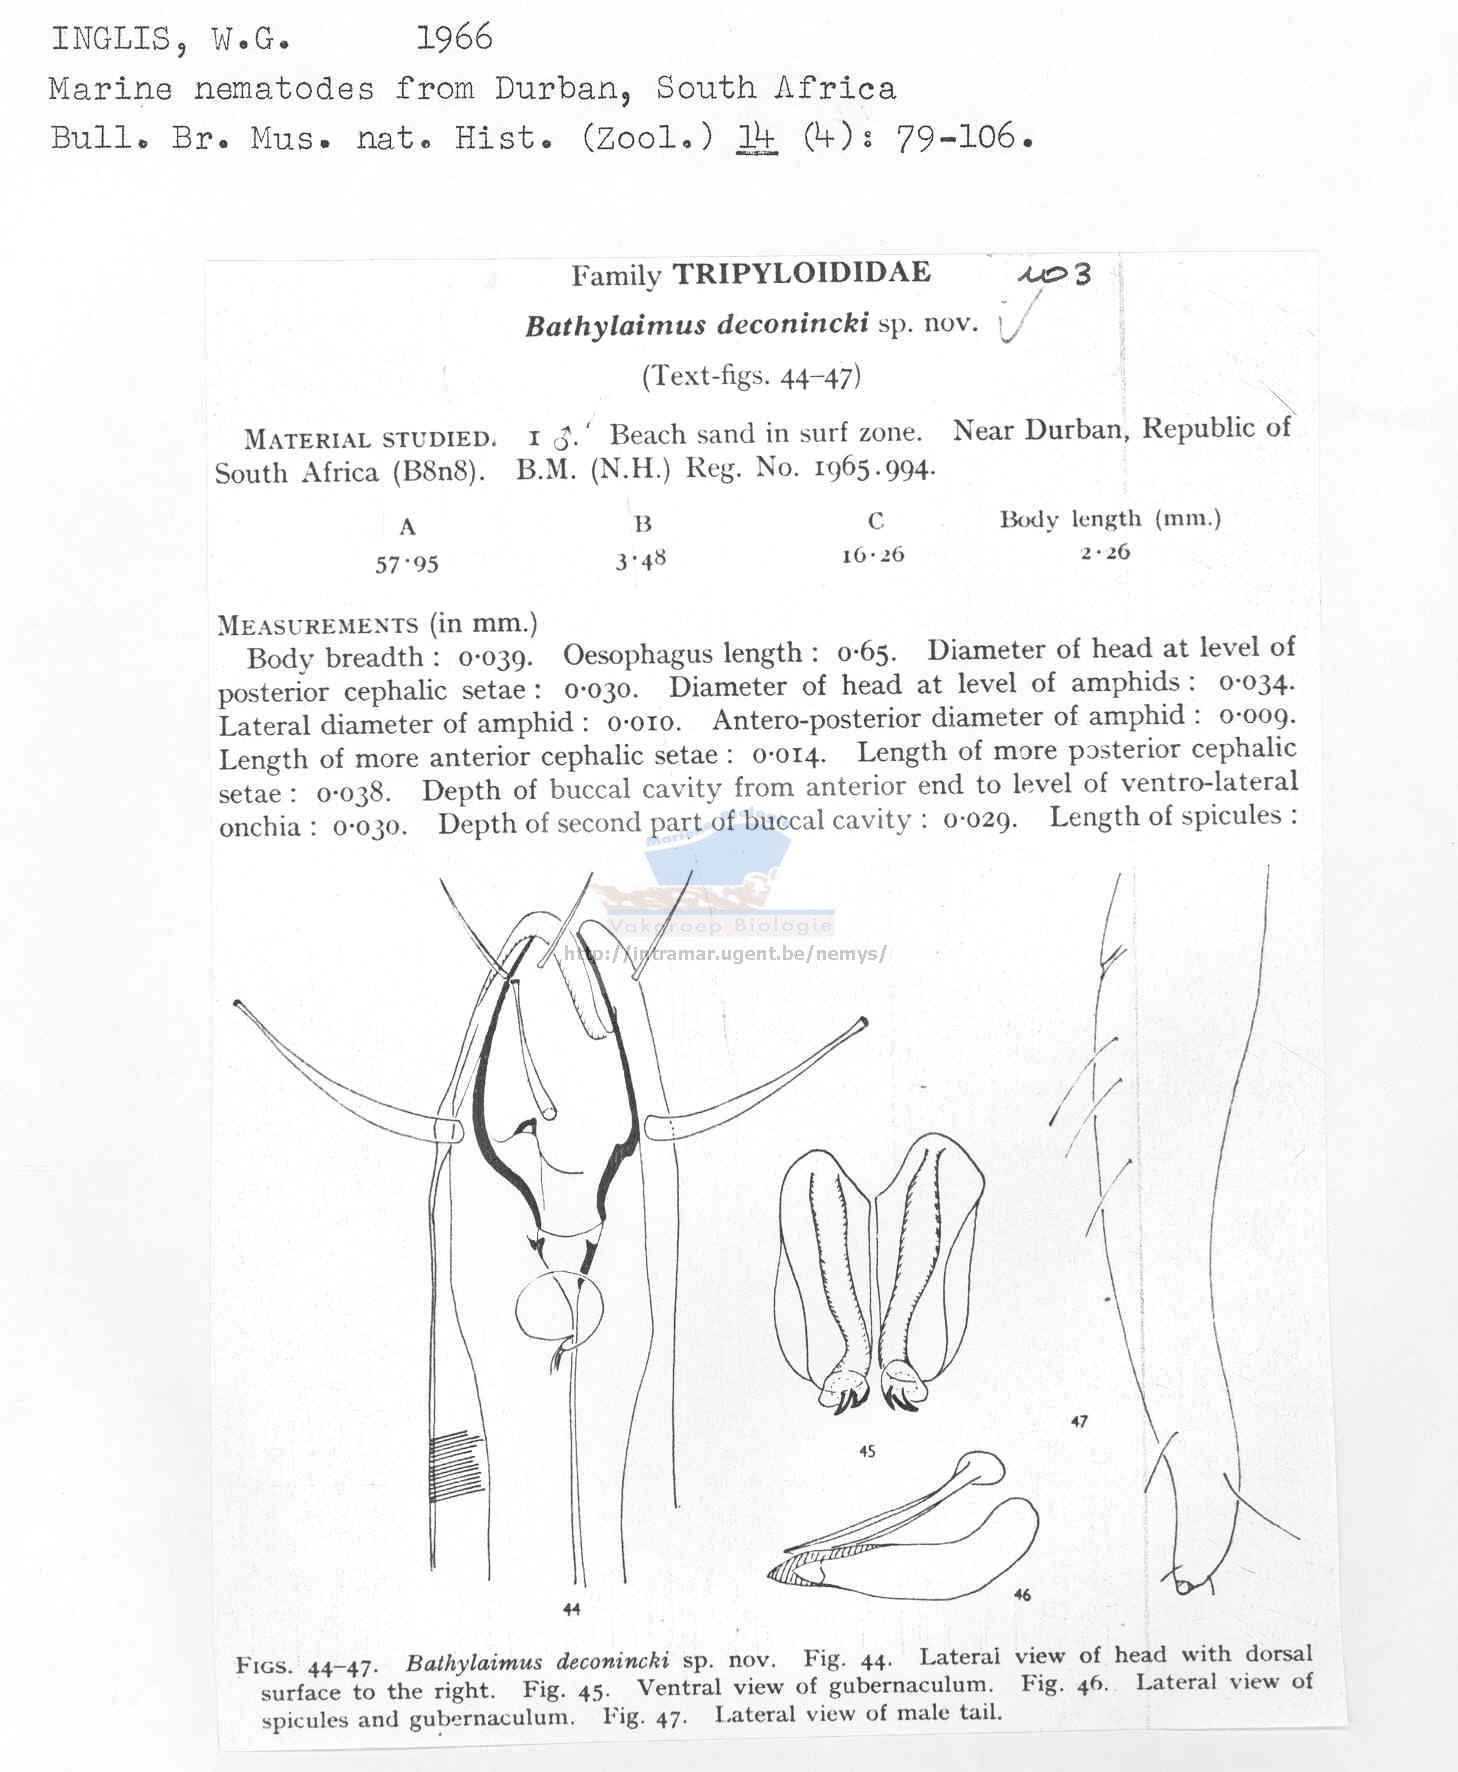 INGLIS, W.G. 1966
Marine nematodes from Durban, South Africa
Bull. Br. Mus. nat. Hist. (Zool.) 14 (4): 79-106.
Family TRIPYLOIDIDAE
Bathylaimus deconincki sp. nov.
(Text-figs. 44–47)
MATERIAL STUDIED. 1 ♂. Beach sand in surf zone. Near Durban, Republic of
South Africa (B8n8). B.M. (N.H.) Reg. No. 1965.994.
A B C Body length (mm.)
57·95 3·48 16·26 2·26
MEASUREMENTS (in mm.)
Body breadth : 0·039. Oesophagus length : 0·65. Diameter of head at level of
posterior cephalic setae : 0·030. Diameter of head at level of amphids : 0·034.
Lateral diameter of amphid : 0·010. Antero-posterior diameter of amphid : 0·009.
Length of more anterior cephalic setae : 0·014. Length of more posterior cephalic
setae : 0·038. Depth of buccal cavity from anterior end to level of ventro-lateral
onchia : 0·030. Depth of second part of buccal cavity : 0·029. Length of spicules :
Vakgroep Biologie
http://intramar.ugent.be/nemys/
47
45
46
44
FIGS. 44–47. Bathylaimus deconincki sp. nov. Fig. 44. Lateral view of head with dorsal
surface to the right. Fig. 45. Ventral view of gubernaculum. Fig. 46. Lateral view of
spicules and gubernaculum. Fig. 47. Lateral view of male tail.